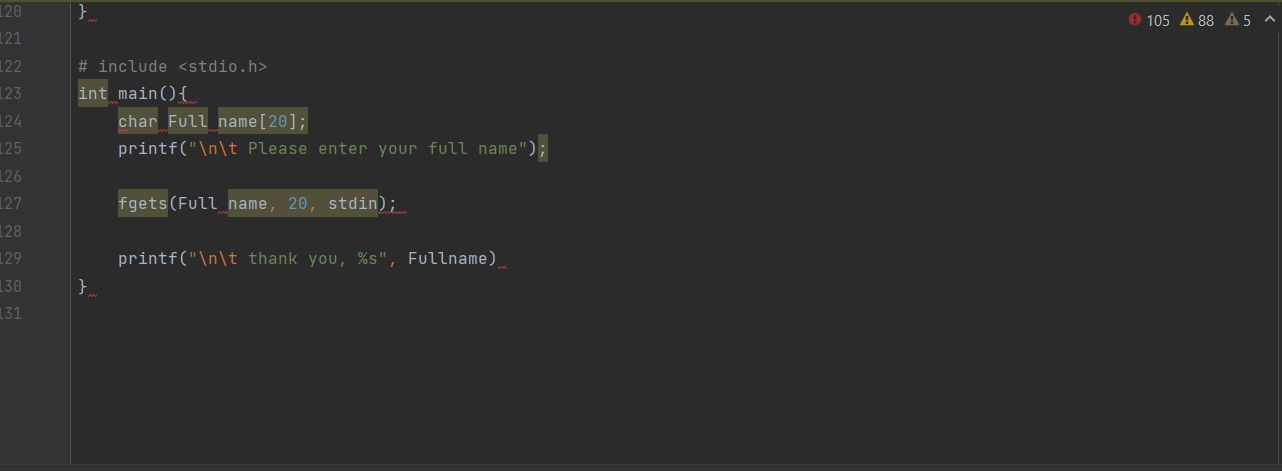 105 88 5
120 }
121
122 # include <stdio.h>
123 int main(){
124 char Full name[20];
125 printf("\n\t Please enter your full name");
126
127 fgets(Full name, 20, stdin);
128
129 printf("\n\t thank you, %s", Fullname)
130 }
131